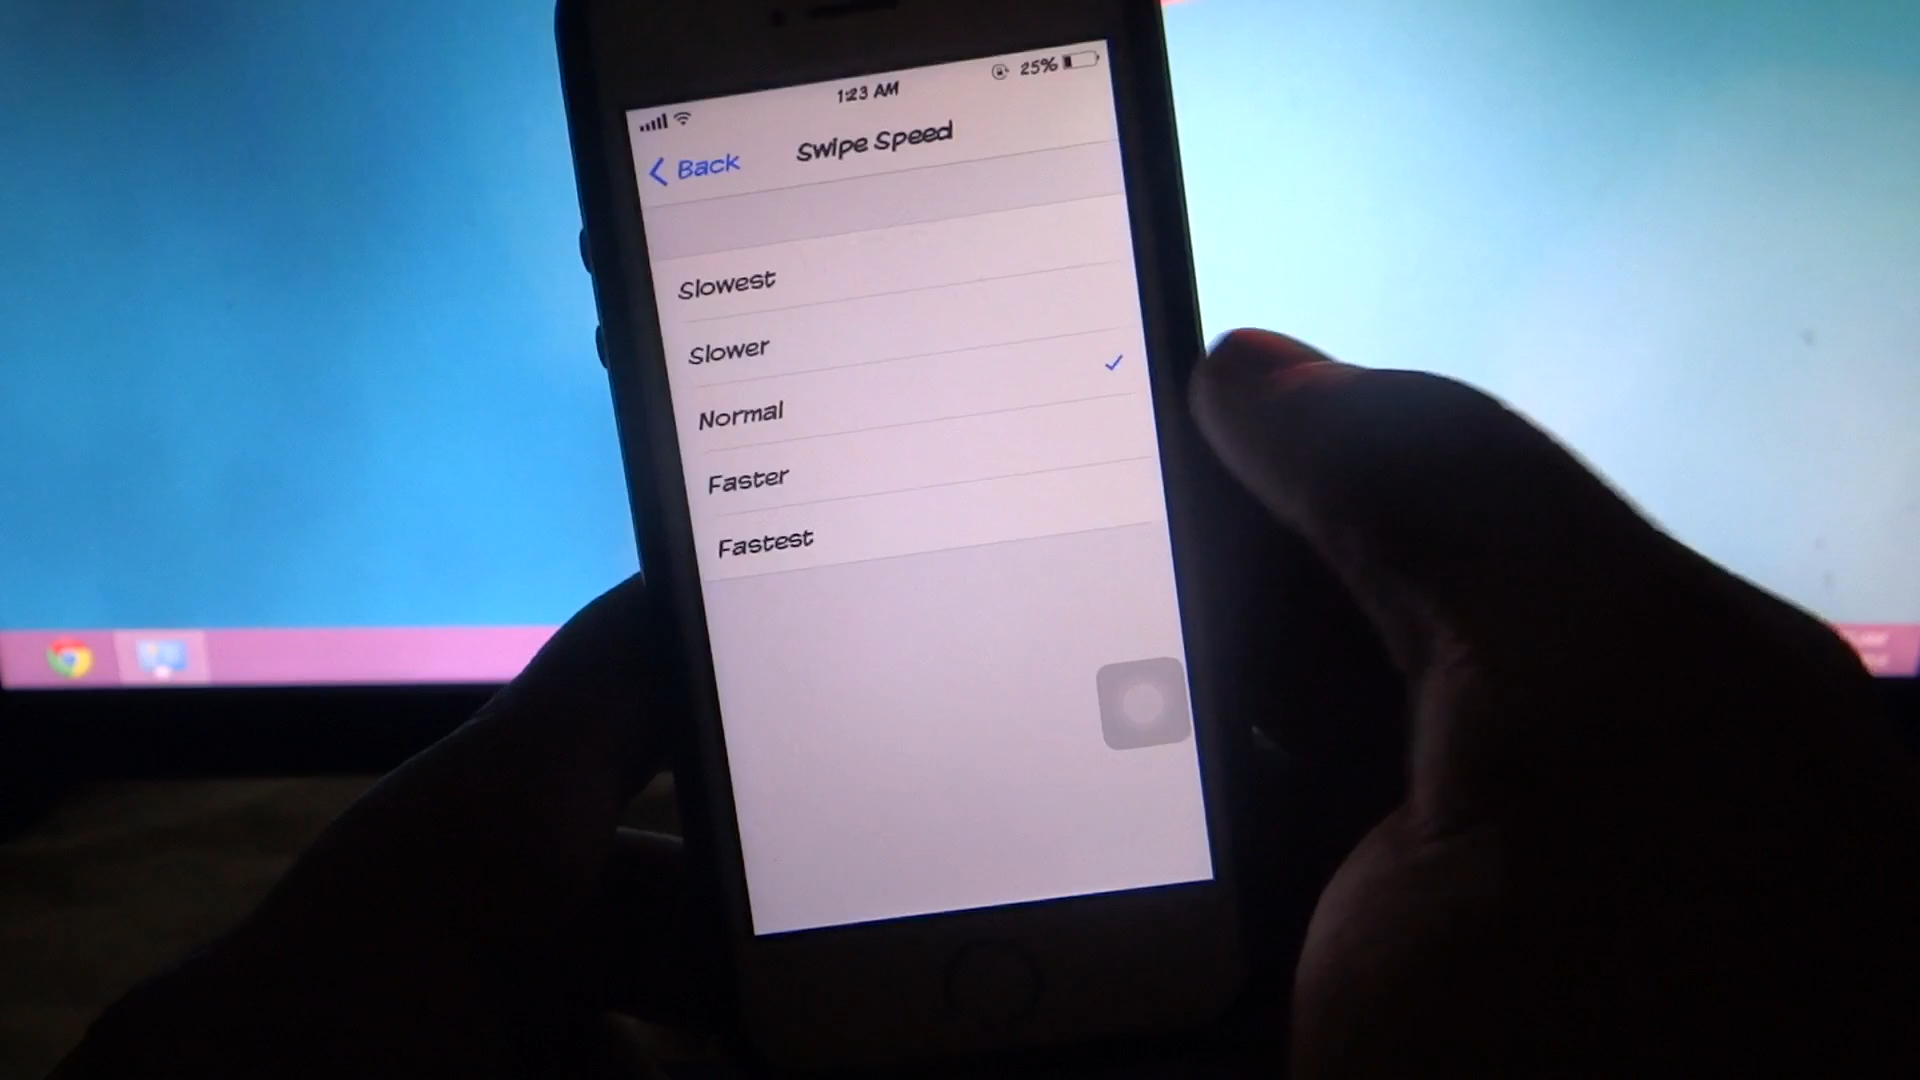 25%
1:23 AM
Back
Swipe Speed
Slowest
Slower
Normal
Faster
Fastest